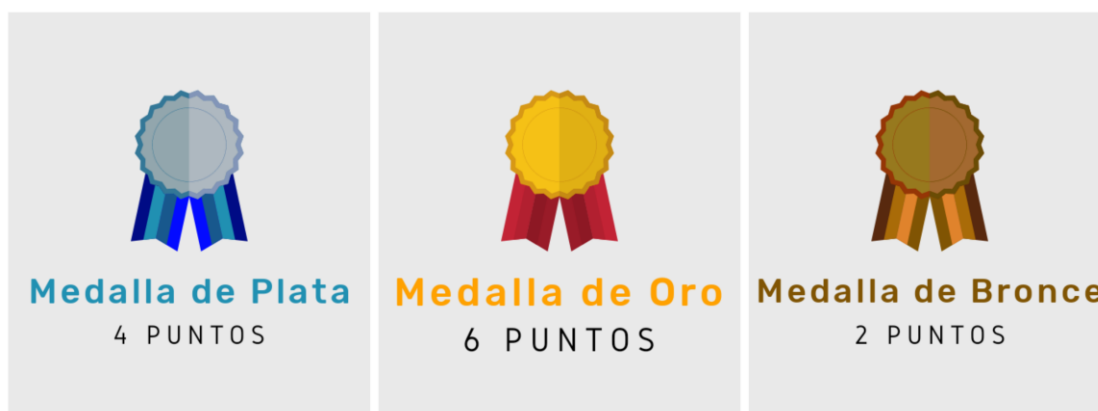 Medalla de Plata
4 PUNTOS
Medalla de Oro
6 PUNTOS
Medalla de Bronce
2 PUNTOS